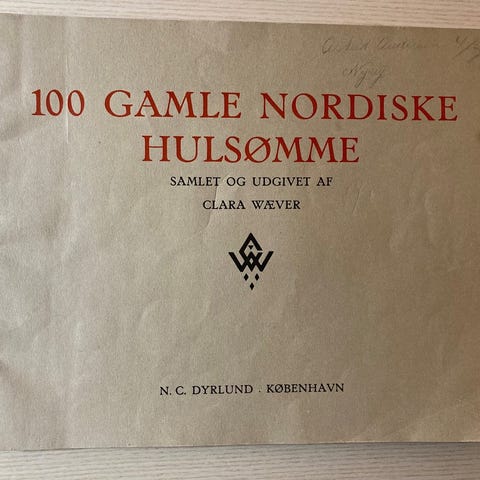 100 GAMLE NORDISKE
HULSØMME
SAMLET OG UDGIVET AF
CLARA WÆVER
N. C. DYRLUND . KØBENHAVN